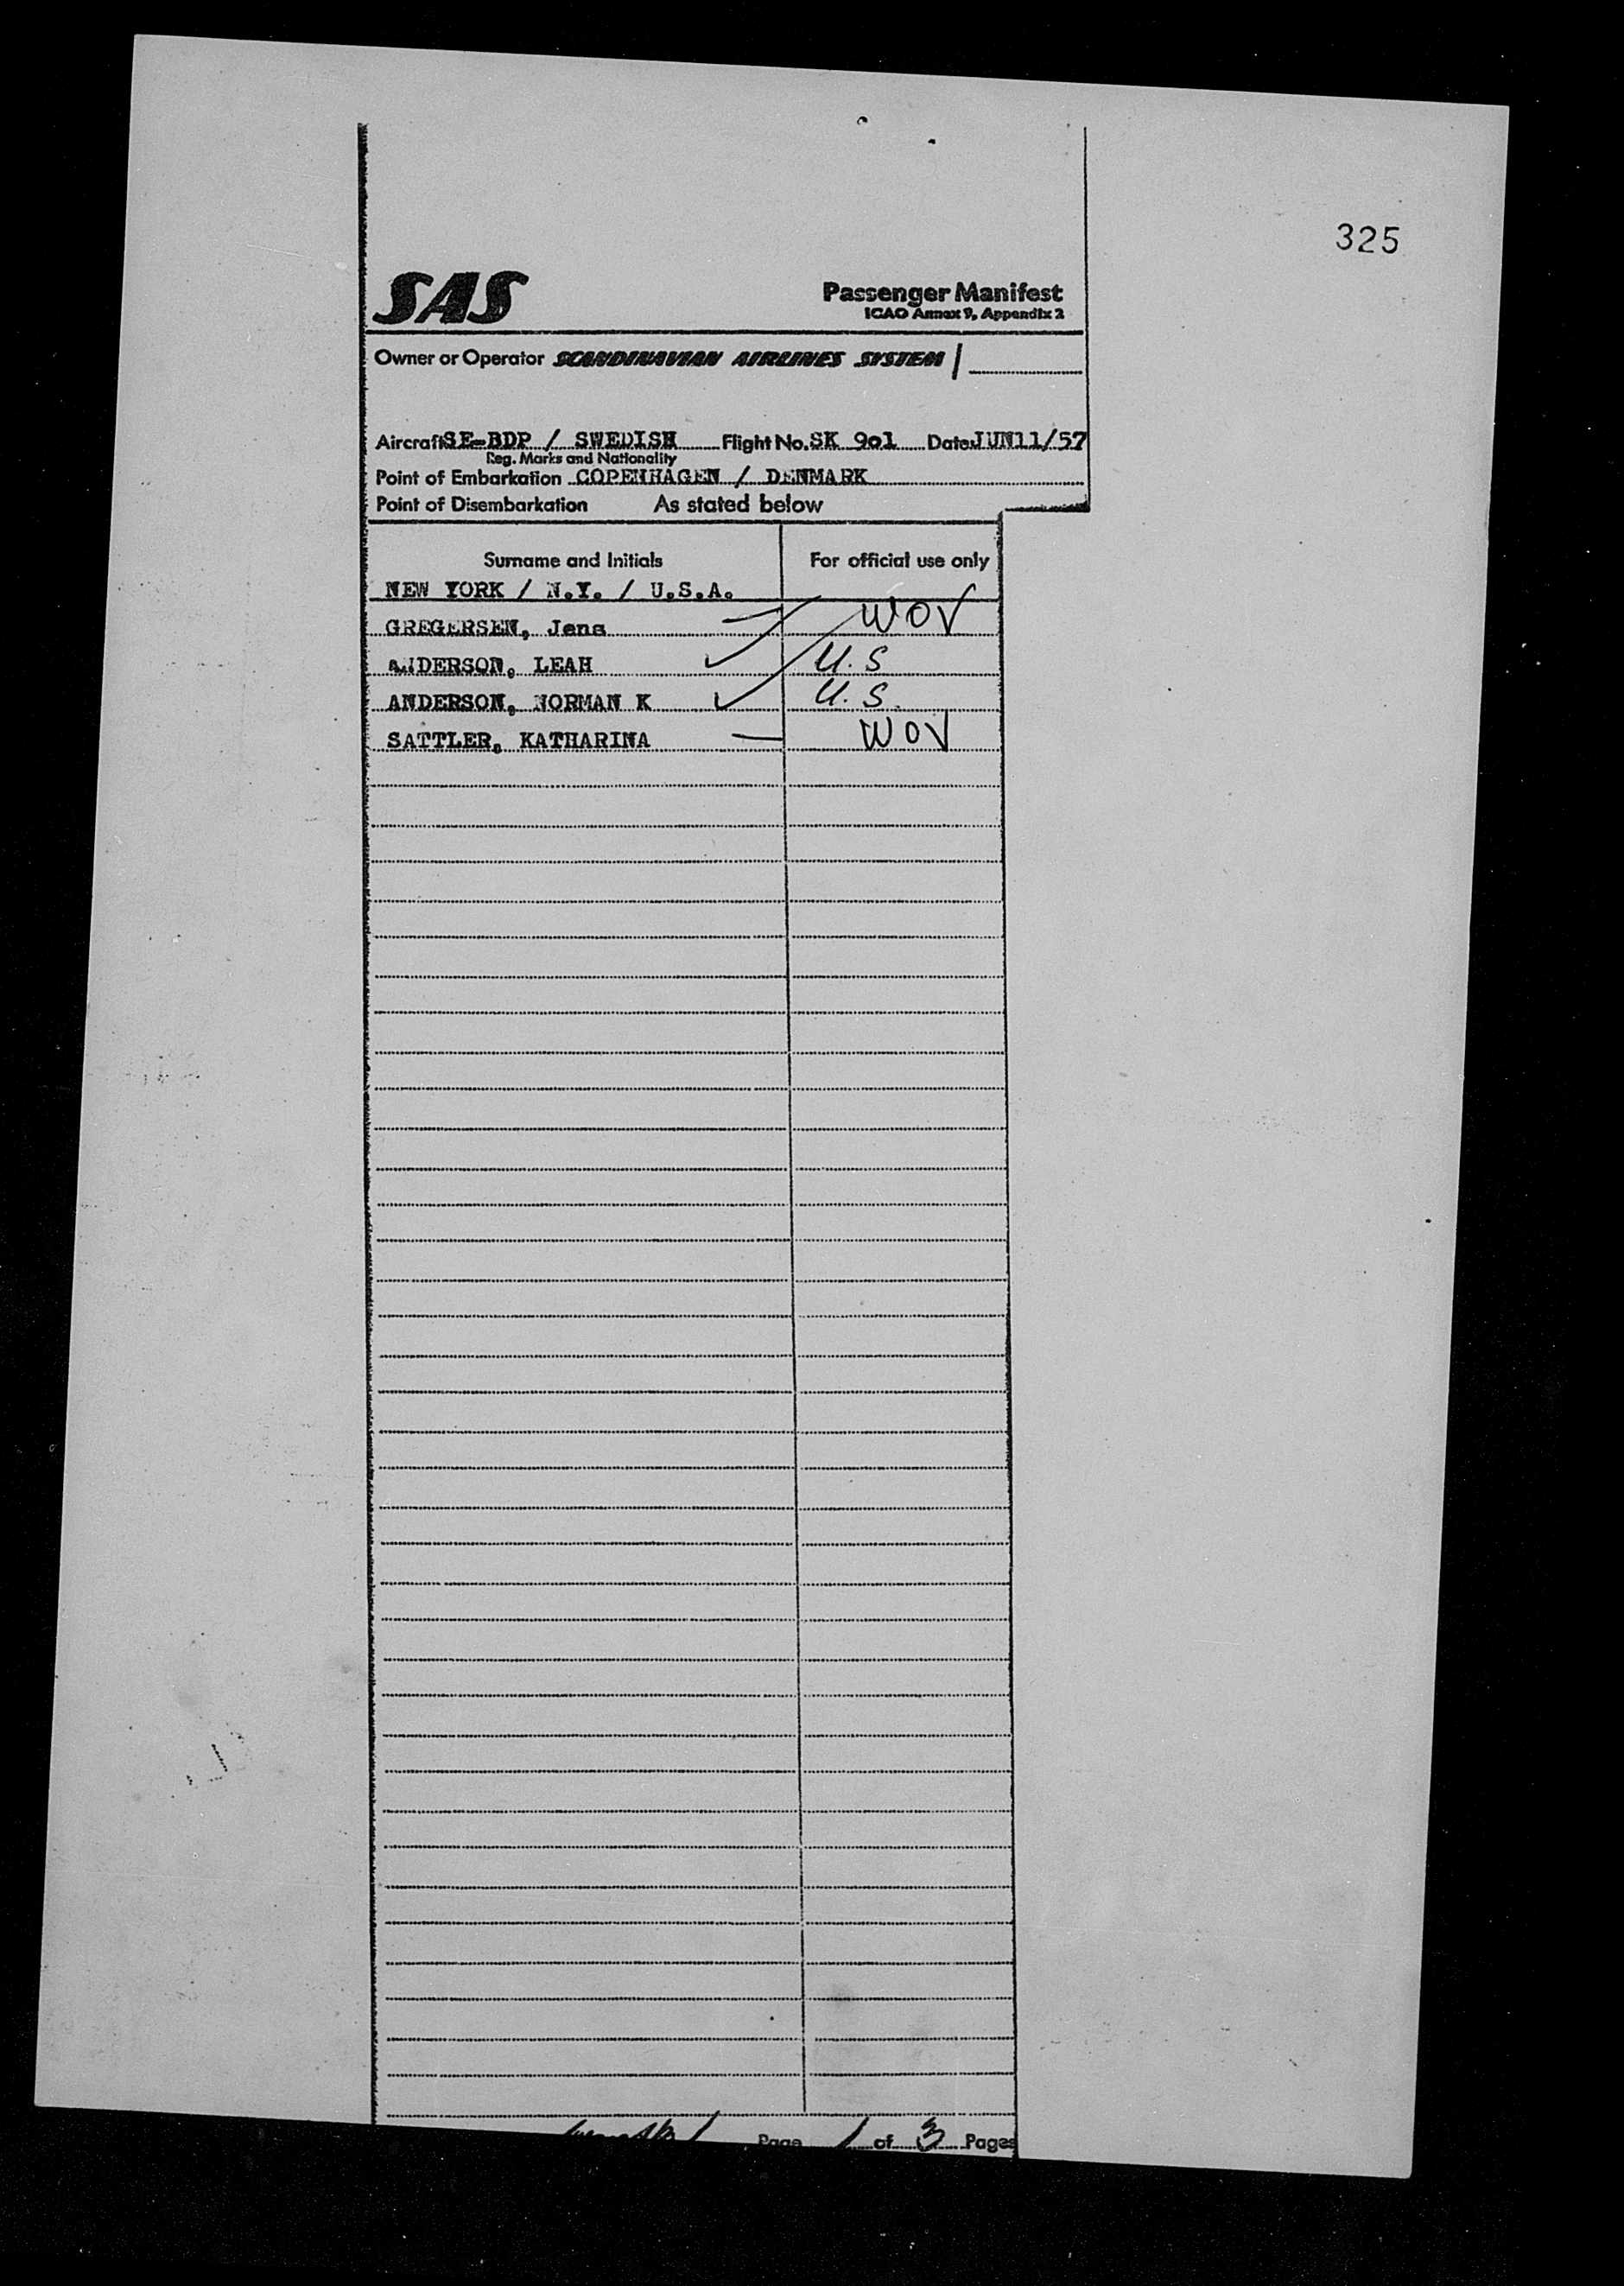 325
SAS Passenger Manifest
ICAO Annex 9, Appendix 2
Owner or Operator SCANDINAVIAN AIRLINES SYSTEM
Aircraft SE-BDP / SWEDISH Flight No. SK 901 Date JUN11/57
Reg. Marks and Nationality
Point of Embarkation COPENHAGEN / DENMARK
Point of Disembarkation As stated below
Surname and Initials For official use only
NEW YORK / N.Y. / U.S.A.
GREGERSEN, Jens WOV
ANDERSON, LEAH U.S
ANDERSON, NORMAN K U.S.
SATTLER, KATHARINA WOV
Page 1 of 3 Pages